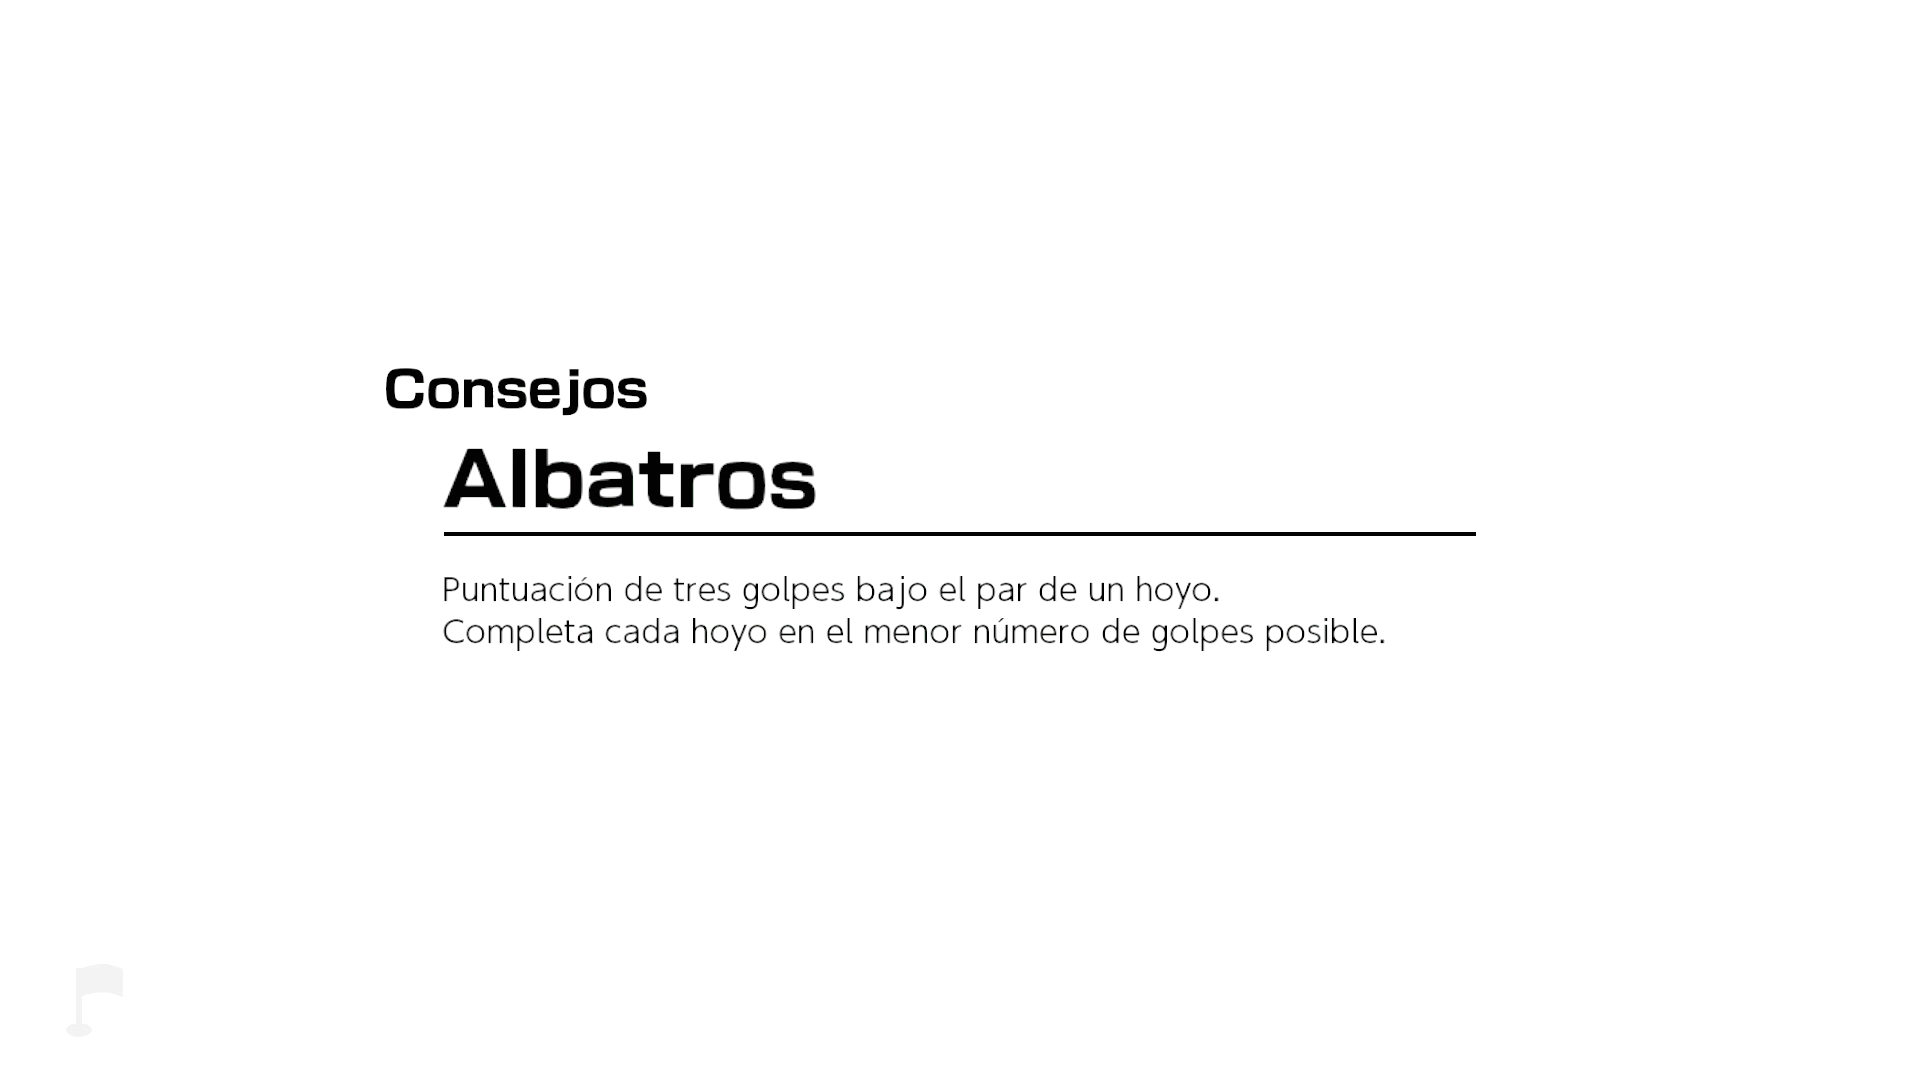 Consejos
Albatros
Puntuación de tres golpes bajo el par de un hoyo.
Completa cada hoyo en el menor número de golpes posible.